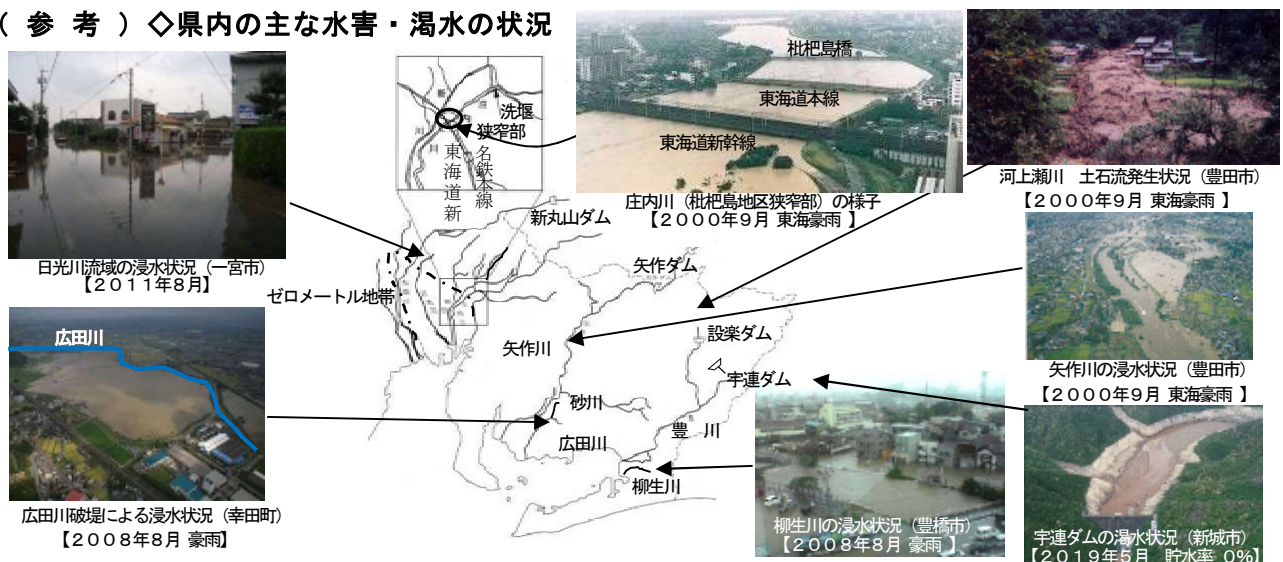 ( 参 考 ) ◇県内の主な水害・渇水の状況
枇杷島橋
東海道本線
東海道新幹線
庄内川（枇杷島地区狭窄部）の様子
【２０００年９月 東海豪雨 】
河上瀬川　土石流発生状況（豊田市）
【２０００年９月 東海豪雨 】
洗堰
狭窄部
名鉄本線
東海道新
日光川流域の浸水状況（一宮市）
【２０１１年８月】
新丸山ダム
矢作ダム
ゼロメートル地帯
設楽ダム
矢作川
宇連ダム
矢作川の浸水状況（豊田市）
【２０００年９月 東海豪雨 】
広田川
砂川
広田川
豊　川
柳生川
広田川破堤による浸水状況（幸田町）
【２００８年８月 豪雨】
柳生川の浸水状況（豊橋市）
【２００８年８月 豪雨 】
宇連ダムの渇水状況（新城市）
【２０１９年５月　貯水率 ０％】